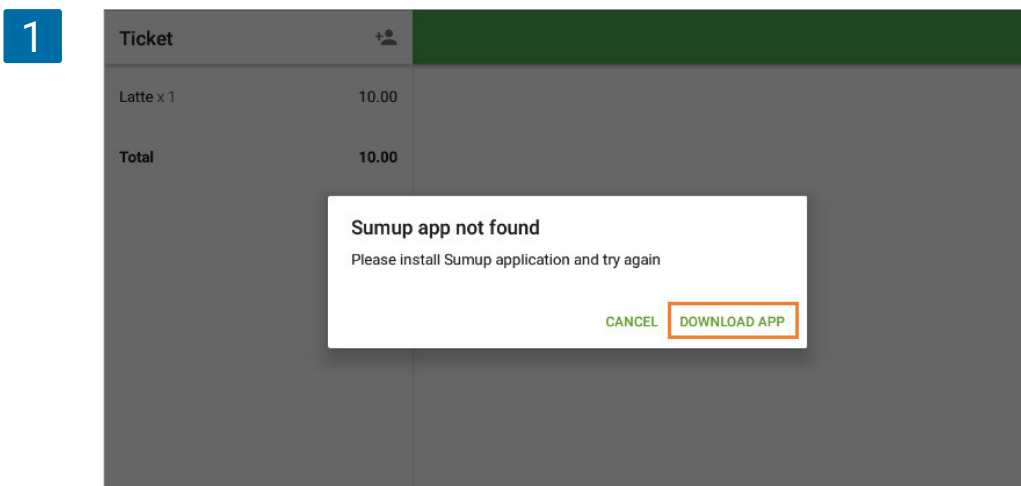 1
Ticket
Latte x 1 10.00
Total 10.00
Sumup app not found
Please install Sumup application and try again
CANCEL DOWNLOAD APP